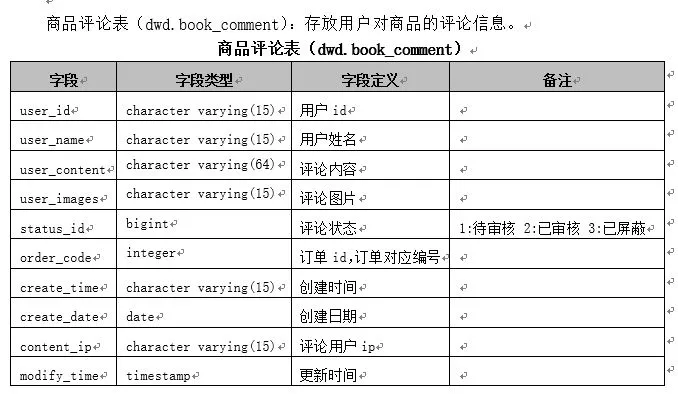 商品评论表（dwd.book_comment）：存放用户对商品的评论信息。
商品评论表（dwd.book_comment）
字段 字段类型 字段定义 备注
user_id character varying(15) 用户 id
user_name character varying(15) 用户姓名
user_content character varying(64) 评论内容
user_images character varying(15) 评论图片
status_id bigint 评论状态 1:待审核 2:已审核 3:已屏蔽
order_code integer 订单 id,订单对应编号
create_time character varying(15) 创建时间
create_date date 创建日期
content_ip character varying(15) 评论用户 ip
modify_time timestamp 更新时间